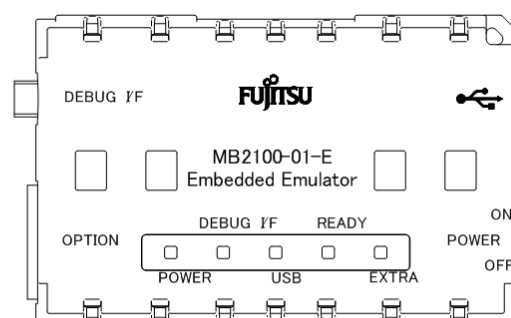 DEBUG I/F
FUJITSU
MB2100-01-E
Embedded Emulator
DEBUG I/F READY
ON
OPTION
POWER
OFF
POWER USB EXTRA